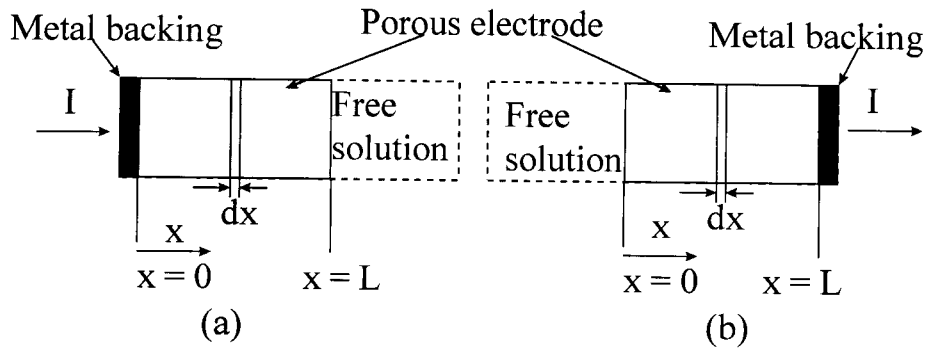 Metal backing
Porous electrode
Metal backing
I
Free
solution
Free
solution
I
dx
dx
x
x
x = 0
x = L
x = 0
x = L
(a)
(b)